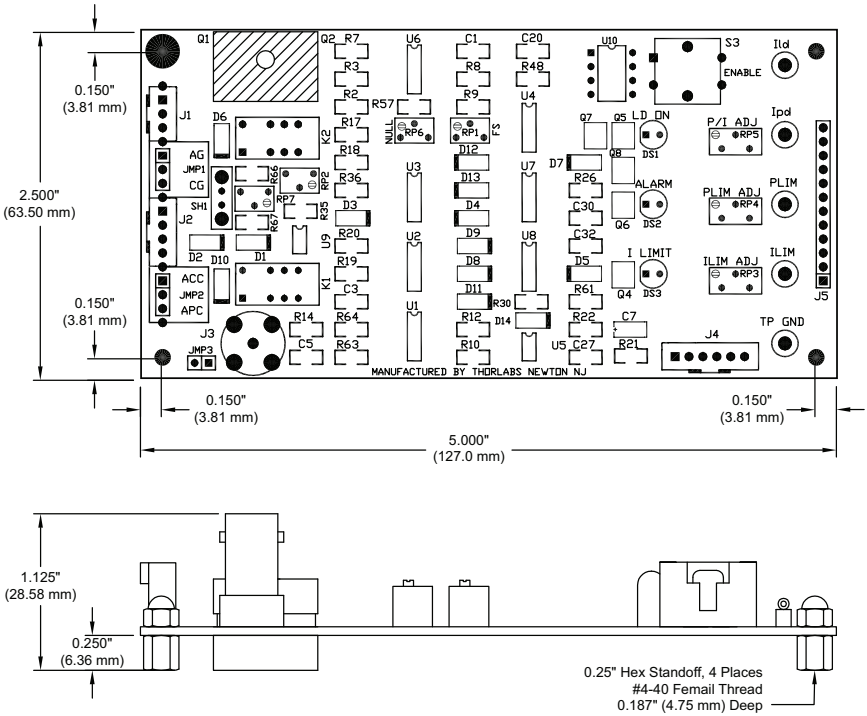 Q1 Q2 R7 U6 C1 C20 U10 S3 Ild
R3 R8 R48 ENABLE
0.150"
(3.81 mm)
R2 R57 R9 U4
J1 D6 K2 R17 NULL RP6 RP1 FS Q7 Q5 LD ON P/I ADJ Ipd
RP5
AG R18 D12 D7 Q8 DS1
JMP1 R66 RP2 R36 U3 D13 U7 R26 ALARM PLIM ADJ PLIM
CG
2.500"
(63.50 mm)
SH1 RP7 R35 D3 D4 C30 Q6 DS2 RP4
J2 R67 U9 R20 U2 D9 U8 C32 I LIMIT ILIM ADJ ILIM
D2 D10 D1 R19 D8 D5 Q4 DS3 RP3
ACC K1 C3 U1 D11 R30 R61 J5
JMP2
APC
0.150"
(3.81 mm)
J3 R14 R64 R12 D14 R22 C7 J4 TP GND
JMP3 C5 R63 R10 U5 C27 R21
MANUFACTURED BY THORLABS NEWTON NJ
0.150"
(3.81 mm)
0.150"
(3.81 mm)
5.000"
(127.0 mm)
1.125"
(28.58 mm)
0.250"
(6.36 mm)
0.25" Hex Standoff, 4 Places
#4-40 Femail Thread
0.187" (4.75 mm) Deep